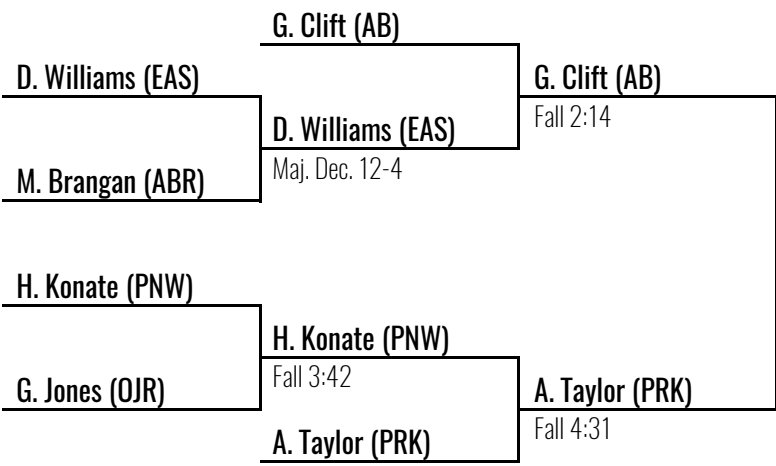 G. Clift (AB)
D. Williams (EAS)
G. Clift (AB)
Fall 2:14
D. Williams (EAS)
Maj. Dec. 12-4
M. Brangan (ABR)
H. Konate (PNW)
H. Konate (PNW)
Fall 3:42
G. Jones (OJR)
A. Taylor (PRK)
Fall 4:31
A. Taylor (PRK)